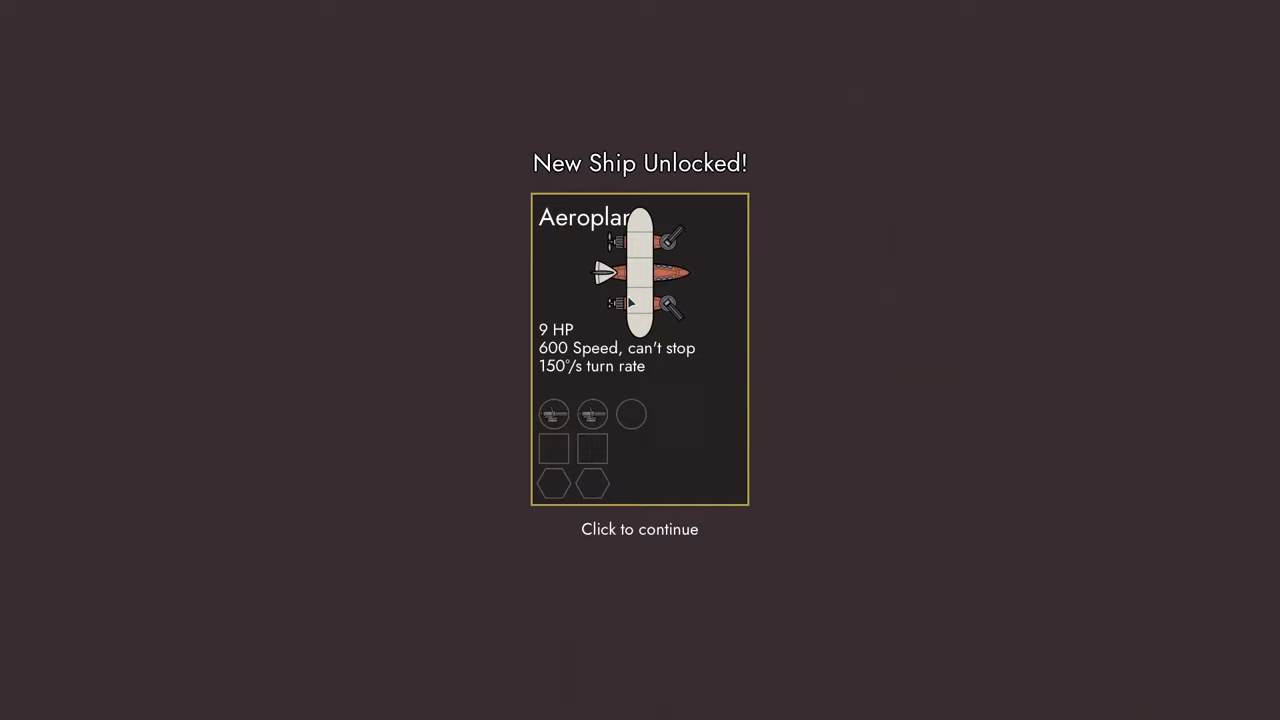 New Ship Unlocked!
Aeroplan
9 HP
600 Speed, can't stop
150°/s turn rate
Click to continue